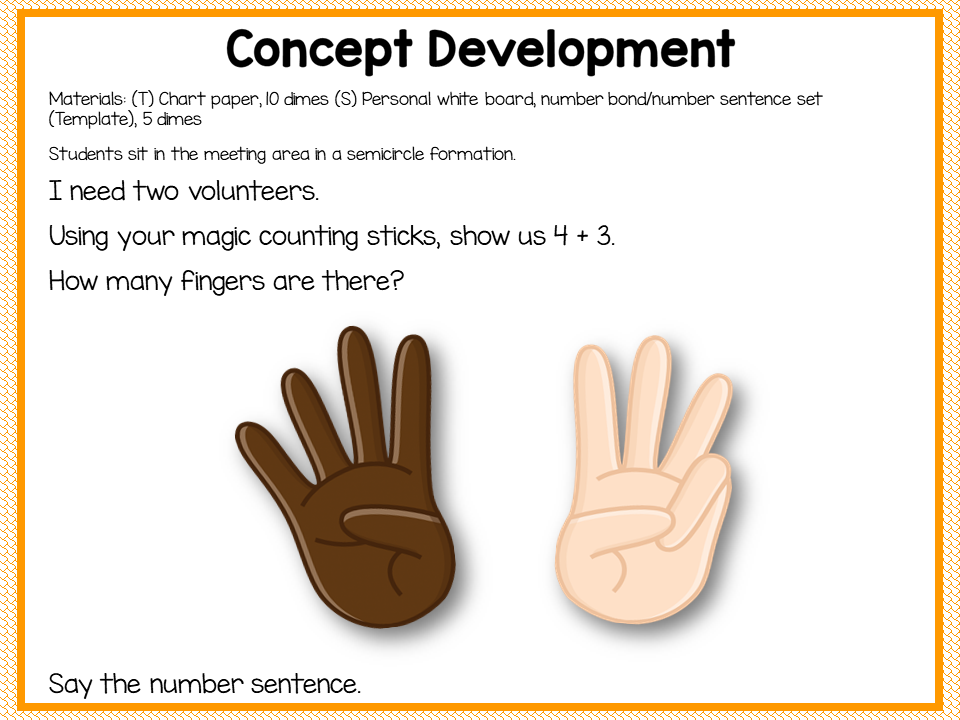 Concept Development
Materials: (T) Chart paper, 10 dimes (S) Personal white board, number bond/number sentence set
(Template), 5 dimes
Students sit in the meeting area in a semicircle formation.
I need two volunteers.
Using your magic counting sticks, show us 4 + 3.
How many fingers are there?
Say the number sentence.